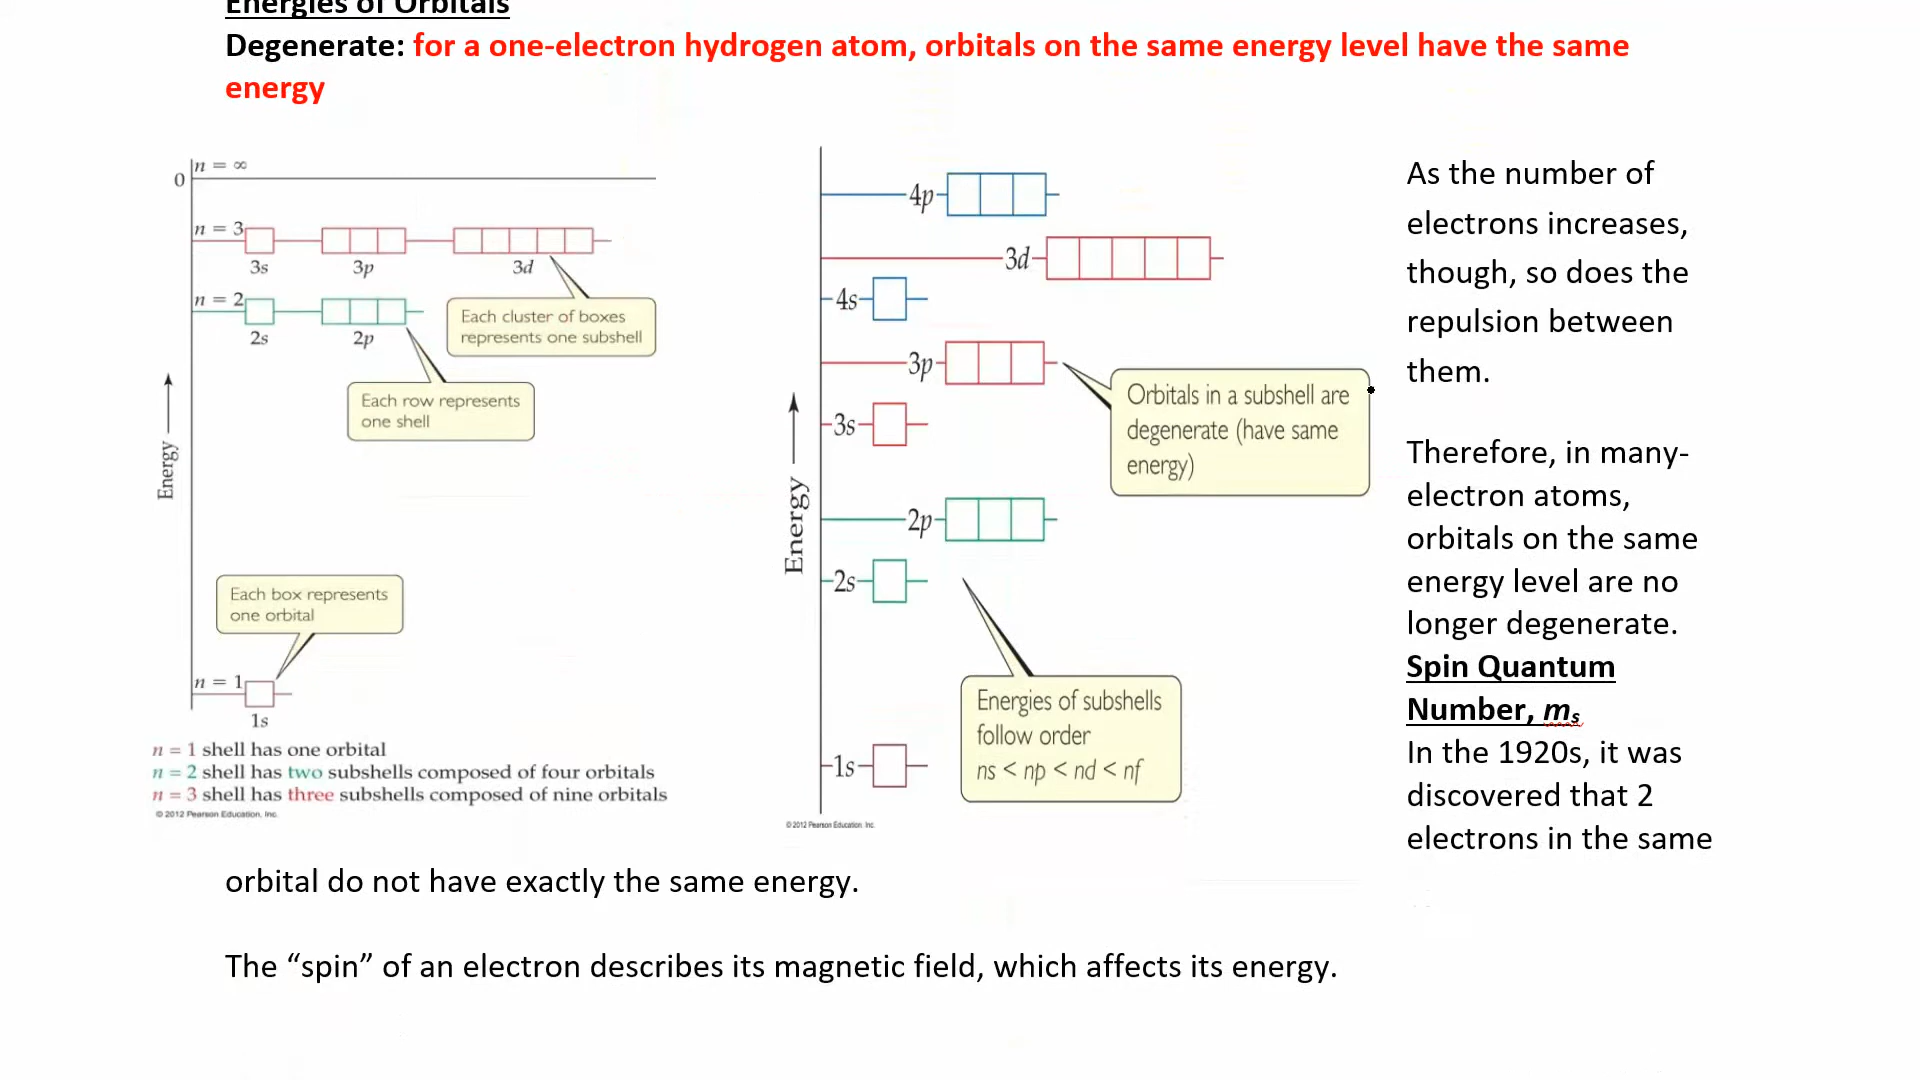 Energies of Orbitals
Degenerate: for a one-electron hydrogen atom, orbitals on the same energy level have the same
energy
n = ∞
0
n = 3
3s 3p 3d
n = 2
2s 2p
Each cluster of boxes
represents one subshell
Each row represents
one shell
Energy
Each box represents
one orbital
n = 1
1s
n = 1 shell has one orbital
n = 2 shell has two subshells composed of four orbitals
n = 3 shell has three subshells composed of nine orbitals
© 2012 Pearson Education, Inc.
4p
3d
4s
3p
Orbitals in a subshell are
degenerate (have same
energy)
3s
Energy
2p
2s
Energies of subshells
follow order
ns < np < nd < nf
1s
© 2012 Pearson Education, Inc.
As the number of
electrons increases,
though, so does the
repulsion between
them.
Therefore, in many-
electron atoms,
orbitals on the same
energy level are no
longer degenerate.
Spin Quantum
Number, ms
In the 1920s, it was
discovered that 2
electrons in the same
orbital do not have exactly the same energy.
The “spin” of an electron describes its magnetic field, which affects its energy.